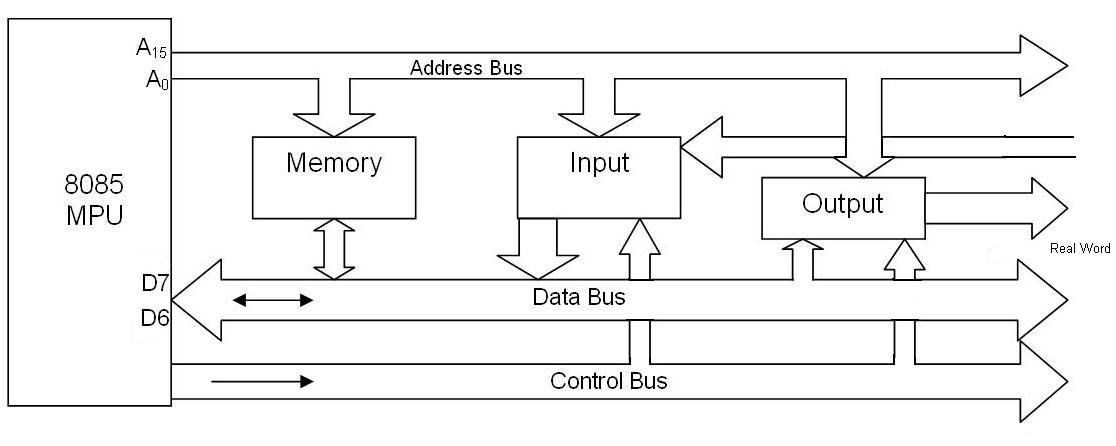 A15
Address Bus
A0
Memory
Input
8085
MPU
Output
Real Word
D7
Data Bus
D6
Control Bus